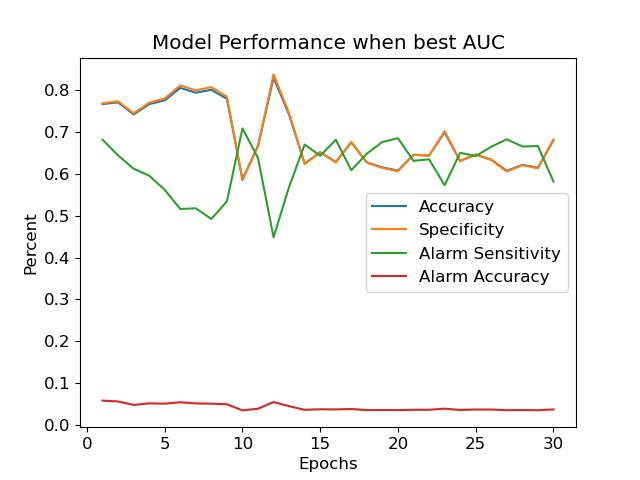 Model Performance when best AUC
0.8
0.7
0.6
0.5
0.4
0.3
0.2
0.1
0.0
Percent
Accuracy
Specificity
Alarm Sensitivity
Alarm Accuracy
0 5 10 15 20 25 30
Epochs